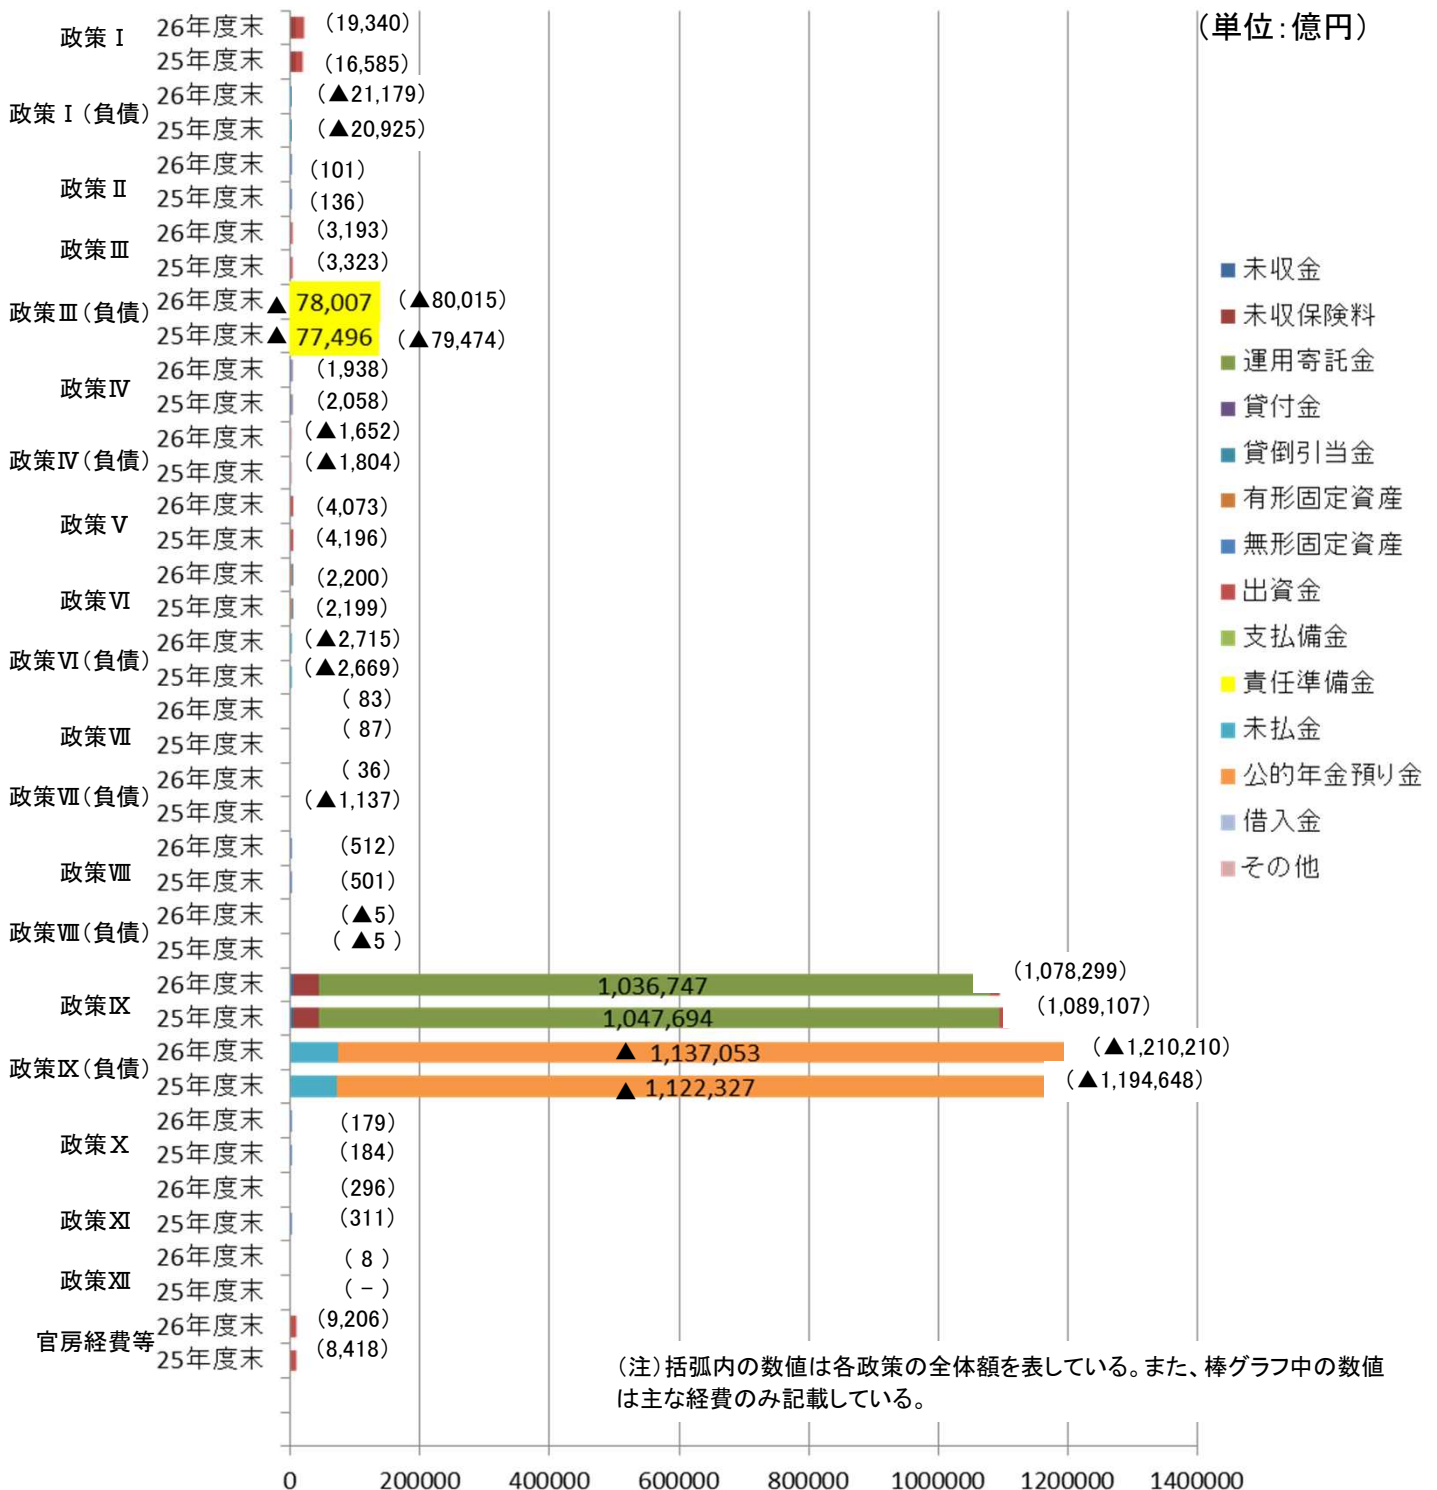 (単位：億円)
政策Ⅰ
26年度末 (19,340)
25年度末 (16,585)
政策Ⅰ(負債)
26年度末 (▲21,179)
25年度末 (▲20,925)
政策Ⅱ
26年度末 (101)
25年度末 (136)
政策Ⅲ
26年度末 (3,193)
25年度末 (3,323)
政策Ⅲ(負債)
26年度末 ▲ 78,007 (▲80,015)
25年度末 ▲ 77,496 (▲79,474)
政策Ⅳ
26年度末 (1,938)
25年度末 (2,058)
政策Ⅳ(負債)
26年度末 (▲1,652)
25年度末 (▲1,804)
政策Ⅴ
26年度末 (4,073)
25年度末 (4,196)
政策Ⅵ
26年度末 (2,200)
25年度末 (2,199)
政策Ⅵ(負債)
26年度末 (▲2,715)
25年度末 (▲2,669)
政策Ⅶ
26年度末 ( 83)
25年度末 ( 87)
政策Ⅶ(負債)
26年度末 ( 36)
25年度末 (▲1,137)
政策Ⅷ
26年度末 (512)
25年度末 (501)
政策Ⅷ(負債)
26年度末 (▲5)
25年度末 ( ▲5 )
政策Ⅸ
26年度末 1,036,747 (1,078,299)
25年度末 1,047,694 (1,089,107)
政策Ⅸ(負債)
26年度末 ▲ 1,137,053 (▲1,210,210)
25年度末 ▲ 1,122,327 (▲1,194,648)
政策Ⅹ
26年度末 (179)
25年度末 (184)
政策Ⅺ
26年度末 (296)
25年度末 (311)
政策Ⅻ
26年度末 ( 8 )
25年度末 ( － )
官房経費等
26年度末 (9,206)
25年度末 (8,418)
未収金
未収保険料
運用寄託金
貸付金
貸倒引当金
有形固定資産
無形固定資産
出資金
支払備金
責任準備金
未払金
公的年金預り金
借入金
その他
(注)括弧内の数値は各政策の全体額を表している。また、棒グラフ中の数値
は主な経費のみ記載している。
0 200000 400000 600000 800000 1000000 1200000 1400000